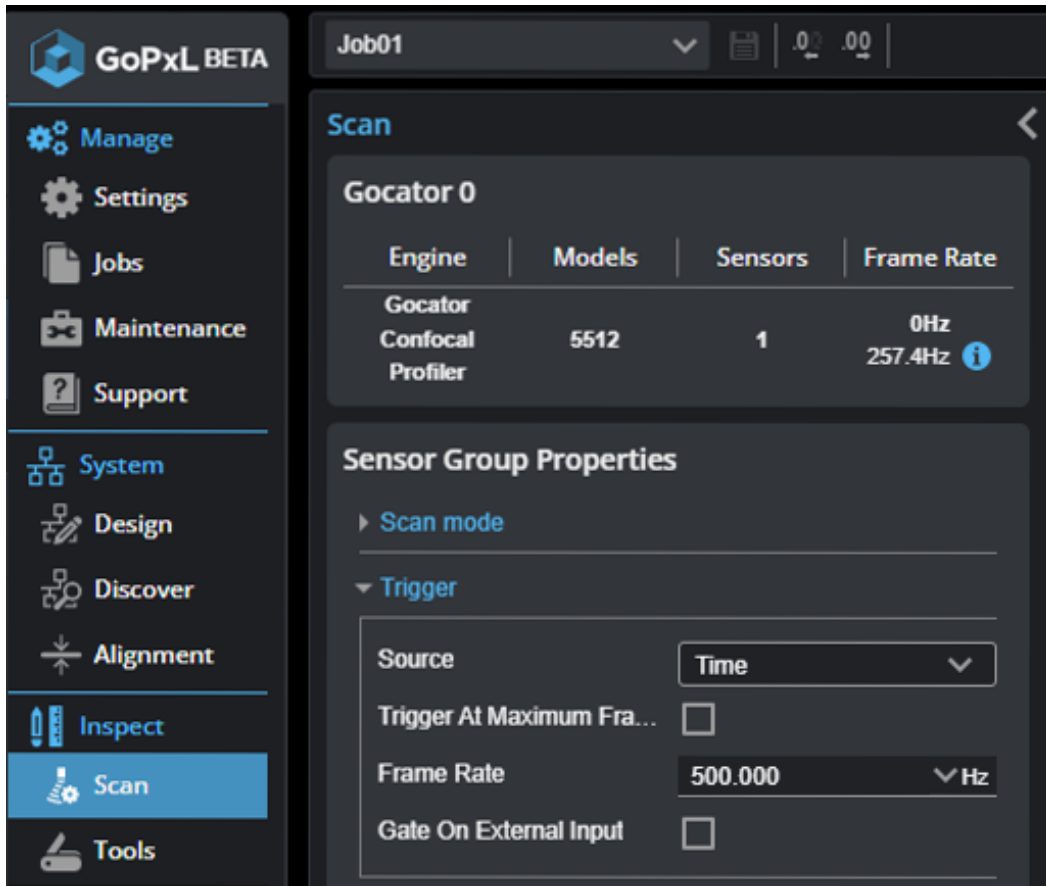 GoPxL BETA
Manage
Settings
Jobs
Maintenance
Support
System
Design
Discover
Alignment
Inspect
Scan
Tools
Job01
.00
.00
Scan
Gocator 0
Engine Models Sensors Frame Rate
Gocator
Confocal
Profiler
5512
1
0Hz
257.4Hz
Sensor Group Properties
Scan mode
Trigger
Source Time
Trigger At Maximum Fra...
Frame Rate 500.000 Hz
Gate On External Input